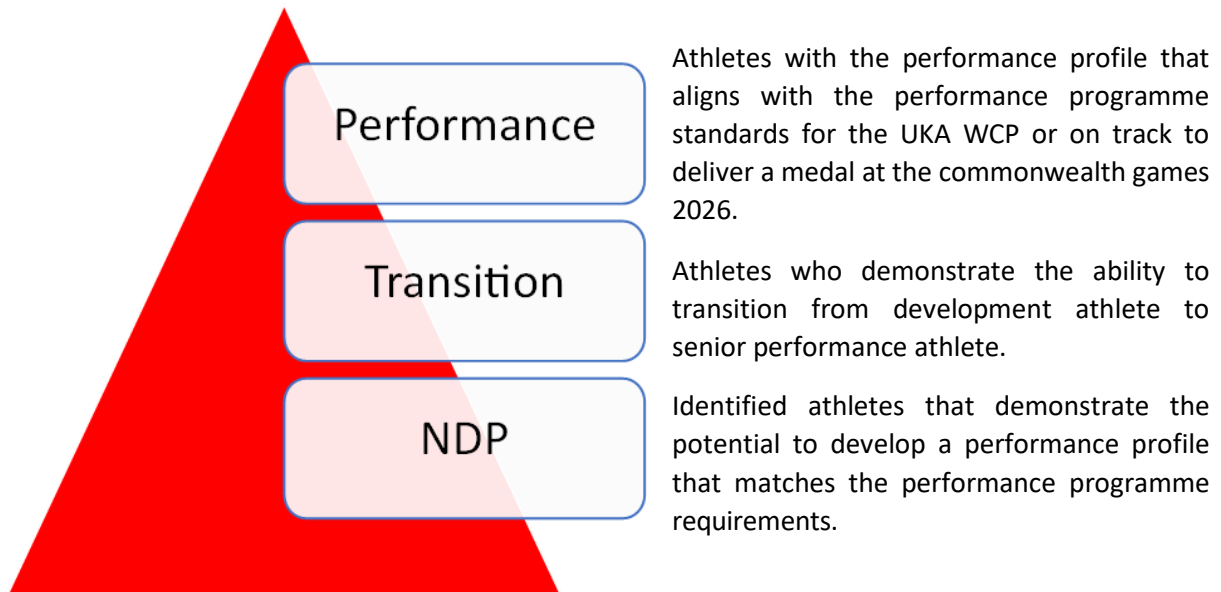 Performance
Athletes with the performance profile that
aligns with the performance programme
standards for the UKA WCP or on track to
deliver a medal at the commonwealth games
2026.
Transition
Athletes who demonstrate the ability to
transition from development athlete to
senior performance athlete.
NDP
Identified athletes that demonstrate the
potential to develop a performance profile
that matches the performance programme
requirements.